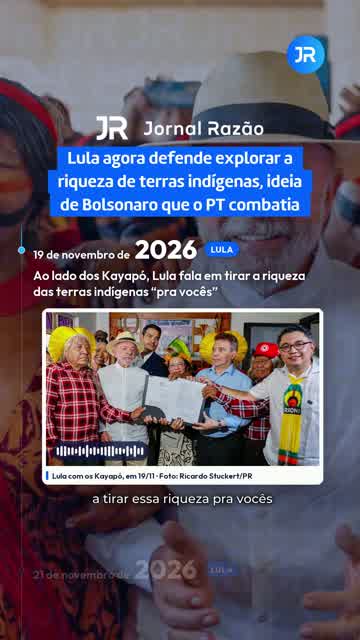 JR
JR Jornal Razão
Lula agora defende explorar a
riqueza de terras indígenas, ideia
de Bolsonaro que o PT combatia
19 de novembro de 2026 LULA
Ao lado dos Kayapó, Lula fala em tirar a riqueza
das terras indígenas “pra vocês”
Lula com os Kayapó, em 19/11 · Foto: Ricardo Stuckert/PR
a tirar essa riqueza pra vocês
21 de novembro de 2026 LULA